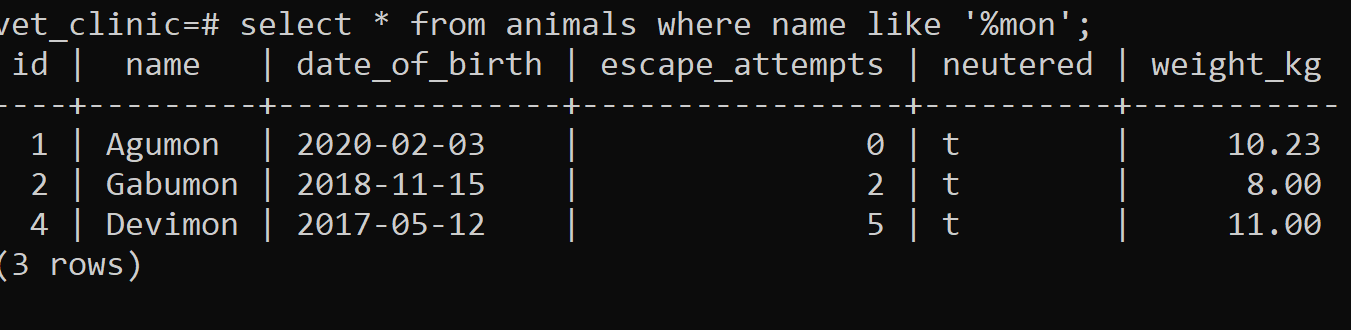 vet_clinic=# select * from animals where name like '%mon';
 id |  name   | date_of_birth | escape_attempts | neutered | weight_kg
----+---------+---------------+-----------------+----------+-----------
  1 | Agumon  | 2020-02-03    |               0 | t        |     10.23
  2 | Gabumon | 2018-11-15    |               2 | t        |      8.00
  4 | Devimon | 2017-05-12    |               5 | t        |     11.00
(3 rows)